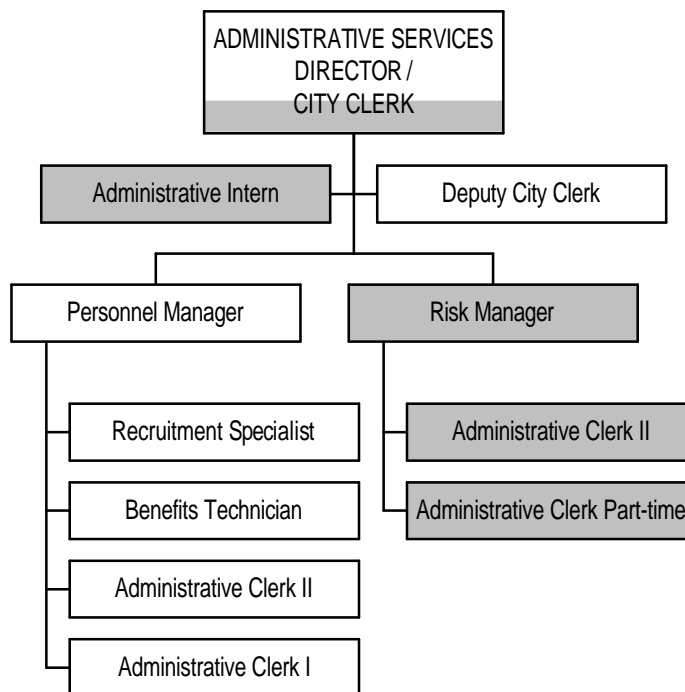 ADMINISTRATIVE SERVICES
DIRECTOR /
CITY CLERK
Administrative Intern
Deputy City Clerk
Personnel Manager
Risk Manager
Recruitment Specialist
Administrative Clerk II
Benefits Technician
Administrative Clerk Part-time
Administrative Clerk II
Administrative Clerk I